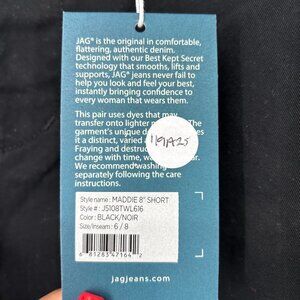 JAG® is the original in comfortable,
flattering, authentic denim.
Designed with our Best Kept Secret
technology that smooths, lifts and
supports, JAG® jeans never fail to
help you look and feel your best,
instantly bringing confidence to
every woman that wears them.
This pair uses dyes that may
transfer onto lighter
garment's unique
it a distinct, varied
Fraying and
change with time,
We recommend washing
separately following the care
instructions.
Style name: MADDIE 8" SHORT
Style #: J5108TWL616
Color: BLACK/NOIR
Size/Inseam: 6 / 8
jagjeans.com